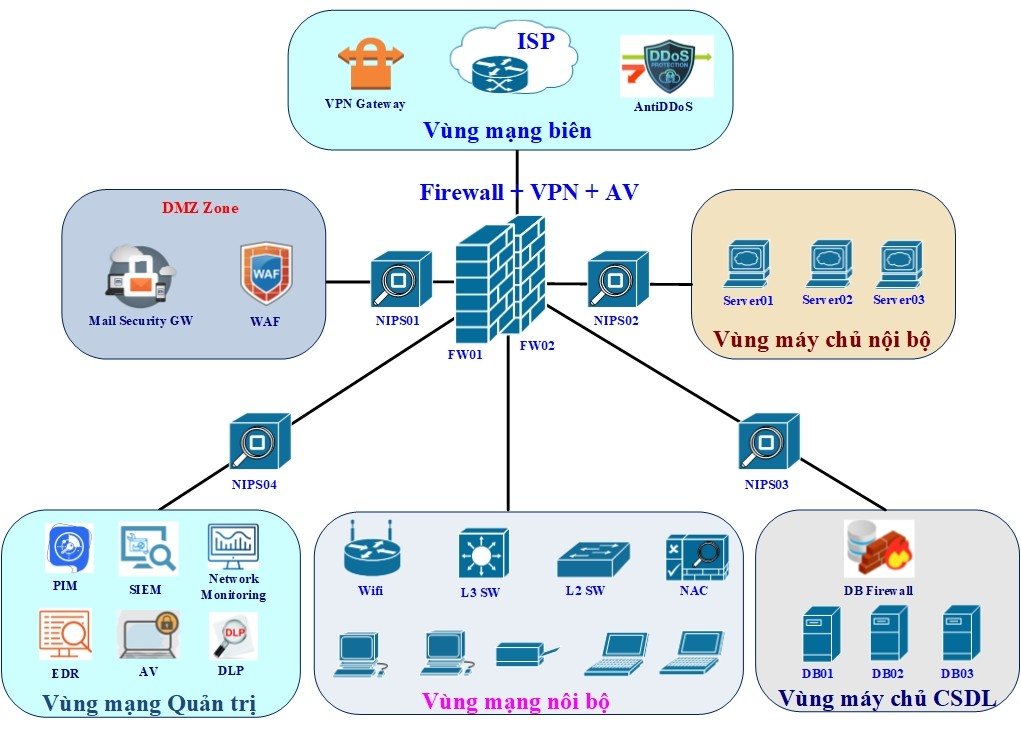 ISP
DDoS
PROTECTION
VPN Gateway
AntiDDoS
Vùng mạng biên
Firewall + VPN + AV
DMZ Zone
WAF
Mail Security GW
WAF
NIPS01
FW01
FW02
NIPS02
Server01
Server02
Server03
Vùng máy chủ nội bộ
NIPS04
NIPS03
PIM
SIEM
Network
Monitoring
EDR
AV
DLP
DLP
Vùng mạng Quản trị
Wifi
L3 SW
L2 SW
NAC
Vùng mạng nôi bộ
DB Firewall
DB01
DB02
DB03
Vùng máy chủ CSDL